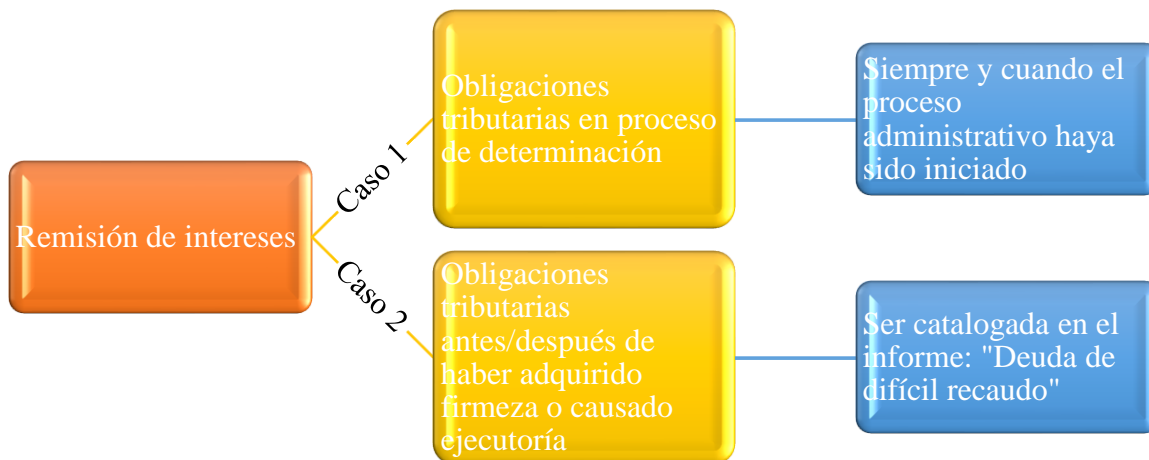 Remisión de intereses
Caso 1
Obligaciones
tributarias en proceso
de determinación
Siempre y cuando el
proceso
administrativo haya
sido iniciado
Caso 2
Obligaciones
tributarias
antes/después de
haber adquirido
firmeza o causado
ejecutoría
Ser catalogada en el
informe: "Deuda de
difícil recaudo"